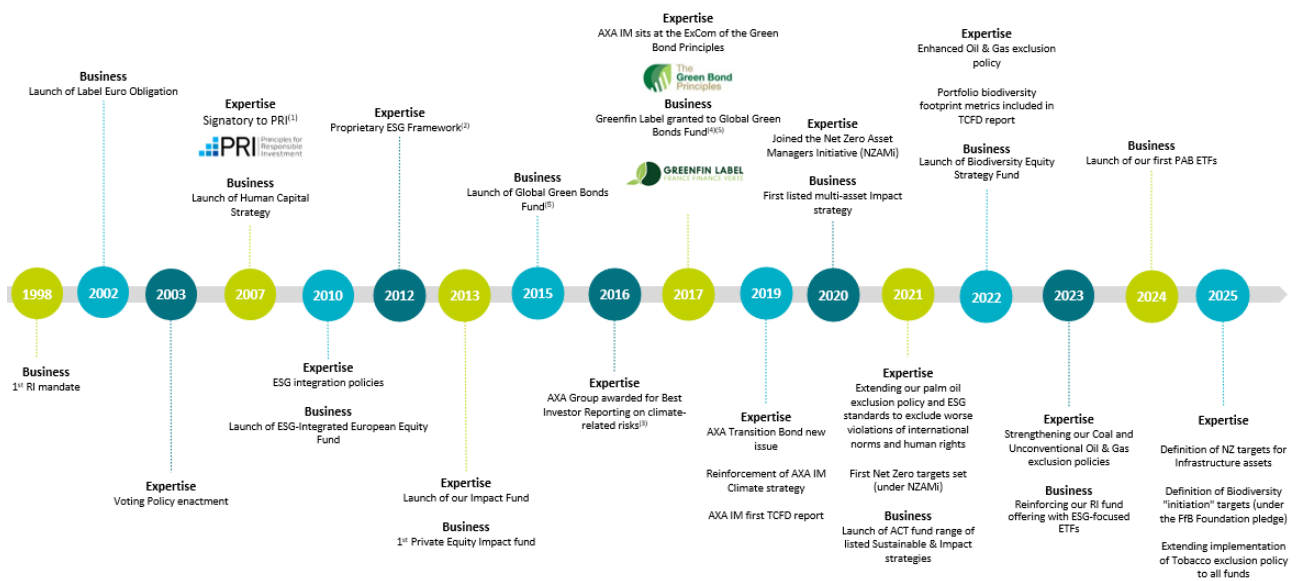 Business
1st RI mandate
1998
Business
Launch of Label Euro Obligation
2002
2003
Expertise
Voting Policy enactment
Expertise
Signatory to PRI(1)
PRI Principles for
Responsible
Investment
Business
Launch of Human Capital
Strategy
2007
2010
Expertise
ESG integration policies
Business
Launch of ESG-Integrated European Equity
Fund
Expertise
Proprietary ESG Framework(2)
2012
2013
Expertise
Launch of our Impact Fund
Business
1st Private Equity Impact fund
Business
Launch of Global Green Bonds
Fund(5)
2015
2016
Expertise
AXA Group awarded for Best
Investor Reporting on climate-
related risks(3)
Expertise
AXA IM sits at the ExCom of the Green
Bond Principles
The
Green Bond
Principles
Business
Greenfin Label granted to Global Green
Bonds Fund(4)(5)
GREENFIN LABEL
FRANCE FINANCE VERTE
2017
2019
Expertise
AXA Transition Bond new
issue
Reinforcement of AXA IM
Climate strategy
AXA IM first TCFD report
Expertise
Joined the Net Zero Asset
Managers Initiative (NZAMi)
Business
First listed multi-asset Impact
strategy
2020
2021
Expertise
Extending our palm oil
exclusion policy and ESG
standards to exclude worse
violations of international
norms and human rights
First Net Zero targets set
(under NZAMi)
Business
Launch of ACT fund range of
listed Sustainable & Impact
strategies
Expertise
Enhanced Oil & Gas exclusion
policy
Portfolio biodiversity
footprint metrics included in
TCFD report
Business
Launch of Biodiversity Equity
Strategy Fund
2022
2023
Expertise
Strengthening our Coal and
Unconventional Oil & Gas
exclusion policies
Business
Reinforcing our RI fund
offering with ESG-focused
ETFs
Business
Launch of our first PAB ETFs
2024
2025
Expertise
Definition of NZ targets for
Infrastructure assets
Definition of Biodiversity
"initiation" targets (under
the FfB Foundation pledge)
Extending implementation
of Tobacco exclusion policy
to all funds